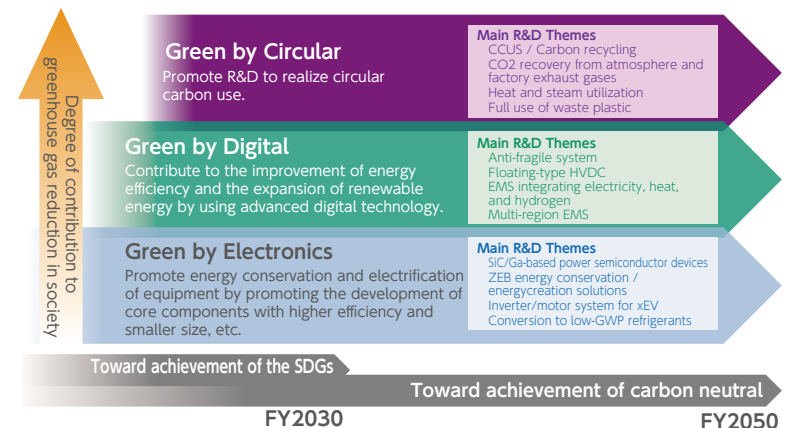 Degree of contribution to
greenhouse gas reduction in society
Green by Circular
Promote R&D to realize circular
carbon use.
Main R&D Themes
CCUS / Carbon recycling
CO2 recovery from atmosphere and
factory exhaust gases
Heat and steam utilization
Full use of waste plastic
Green by Digital
Contribute to the improvement of energy
efficiency and the expansion of renewable
energy by using advanced digital technology.
Main R&D Themes
Anti-fragile system
Floating-type HVDC
EMS integrating electricity, heat,
and hydrogen
Multi-region EMS
Green by Electronics
Promote energy conservation and electrification
of equipment by promoting the development of
core components with higher efficiency and
smaller size, etc.
Main R&D Themes
SiC/Ga-based power semiconductor devices
ZEB energy conservation /
energycreation solutions
Inverter/motor system for xEV
Conversion to low-GWP refrigerants
Toward achievement of the SDGs
Toward achievement of carbon neutral
FY2030
FY2050